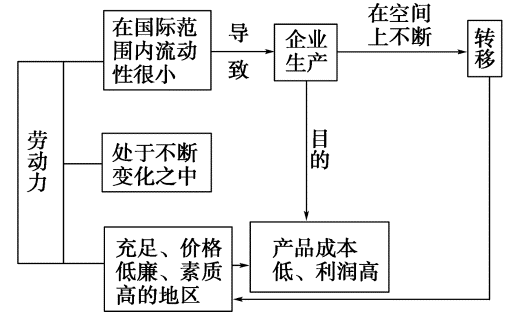 在国际范
围内流动
性很小
导
致
企业
生产
在空间
上不断
转
移
劳
动
力
处于不断
变化之中
目
的
充足、价格
低廉、素质
高的地区
产品成本
低、利润高